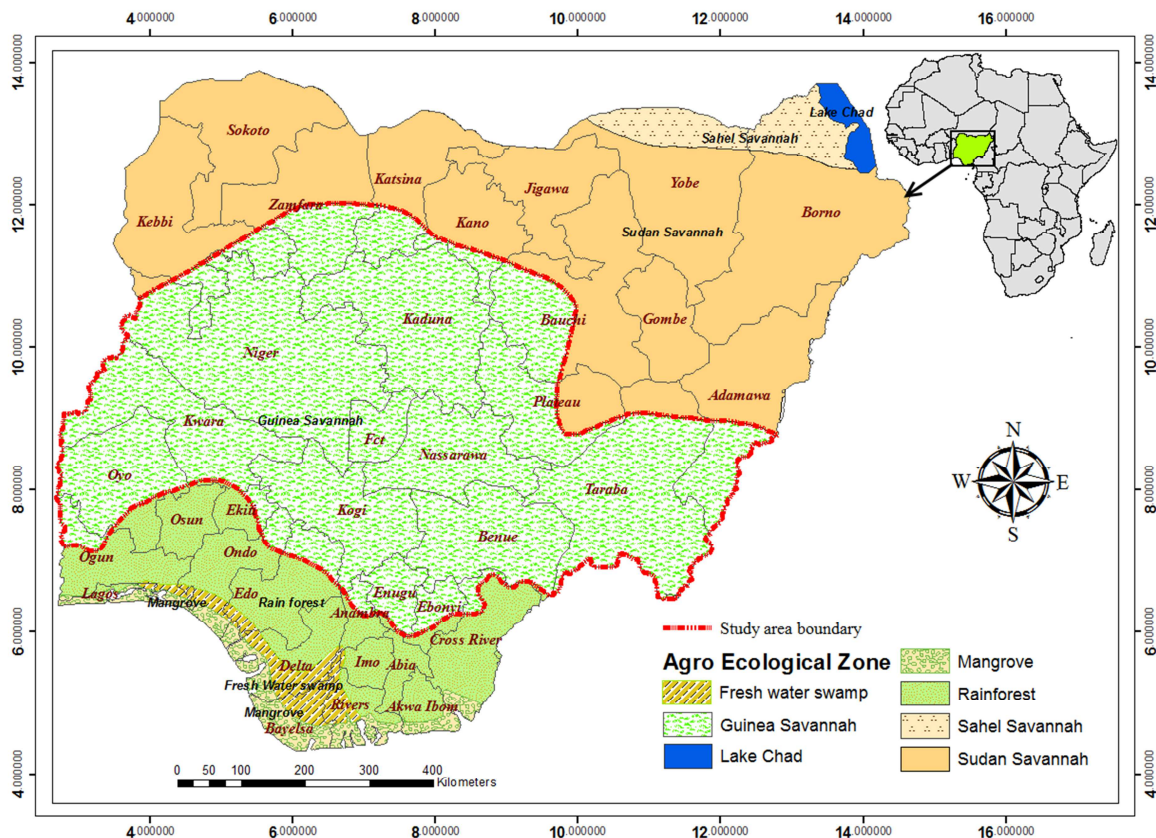 4.000000 6.000000 8.000000 10.000000 12.000000 14.000000 16.000000
14.000000 14.000000
Lake Chad
Sokoto
Sahel Savannah
Katsina
Jigawa
Yobe
12.000000 12.000000
Zamfara
Borno
Kebbi
Kano
Sudan Savannah
Kaduna
Bauchi
Gombe
10.000000 10.000000
Niger
Plateau
Adamawa
Kwara
Guinea Savannah
Fct
N
Nassarawa
Oyo
Taraba
W E
8.000000 8.000000
Kogi
Ekiti
Osun
S
Benue
Ogun
Ondo
Lagos
Mangrove
Edo
Rain forest
Enugu
Ebonyi
Anambra
6.000000 6.000000
Cross River
Study area boundary
Delta
Imo
Abia
Agro Ecological Zone
Mangrove
Fresh Water swamp
Fresh water swamp
Rainforest
Mangrove
Rivers
Akwa Ibom
Bayelsa
Guinea Savannah
Sahel Savannah
Lake Chad
Sudan Savannah
0 50 100 200 300 400
Kilometers
4.000000 4.000000
4.000000 6.000000 8.000000 10.000000 12.000000 14.000000 16.000000